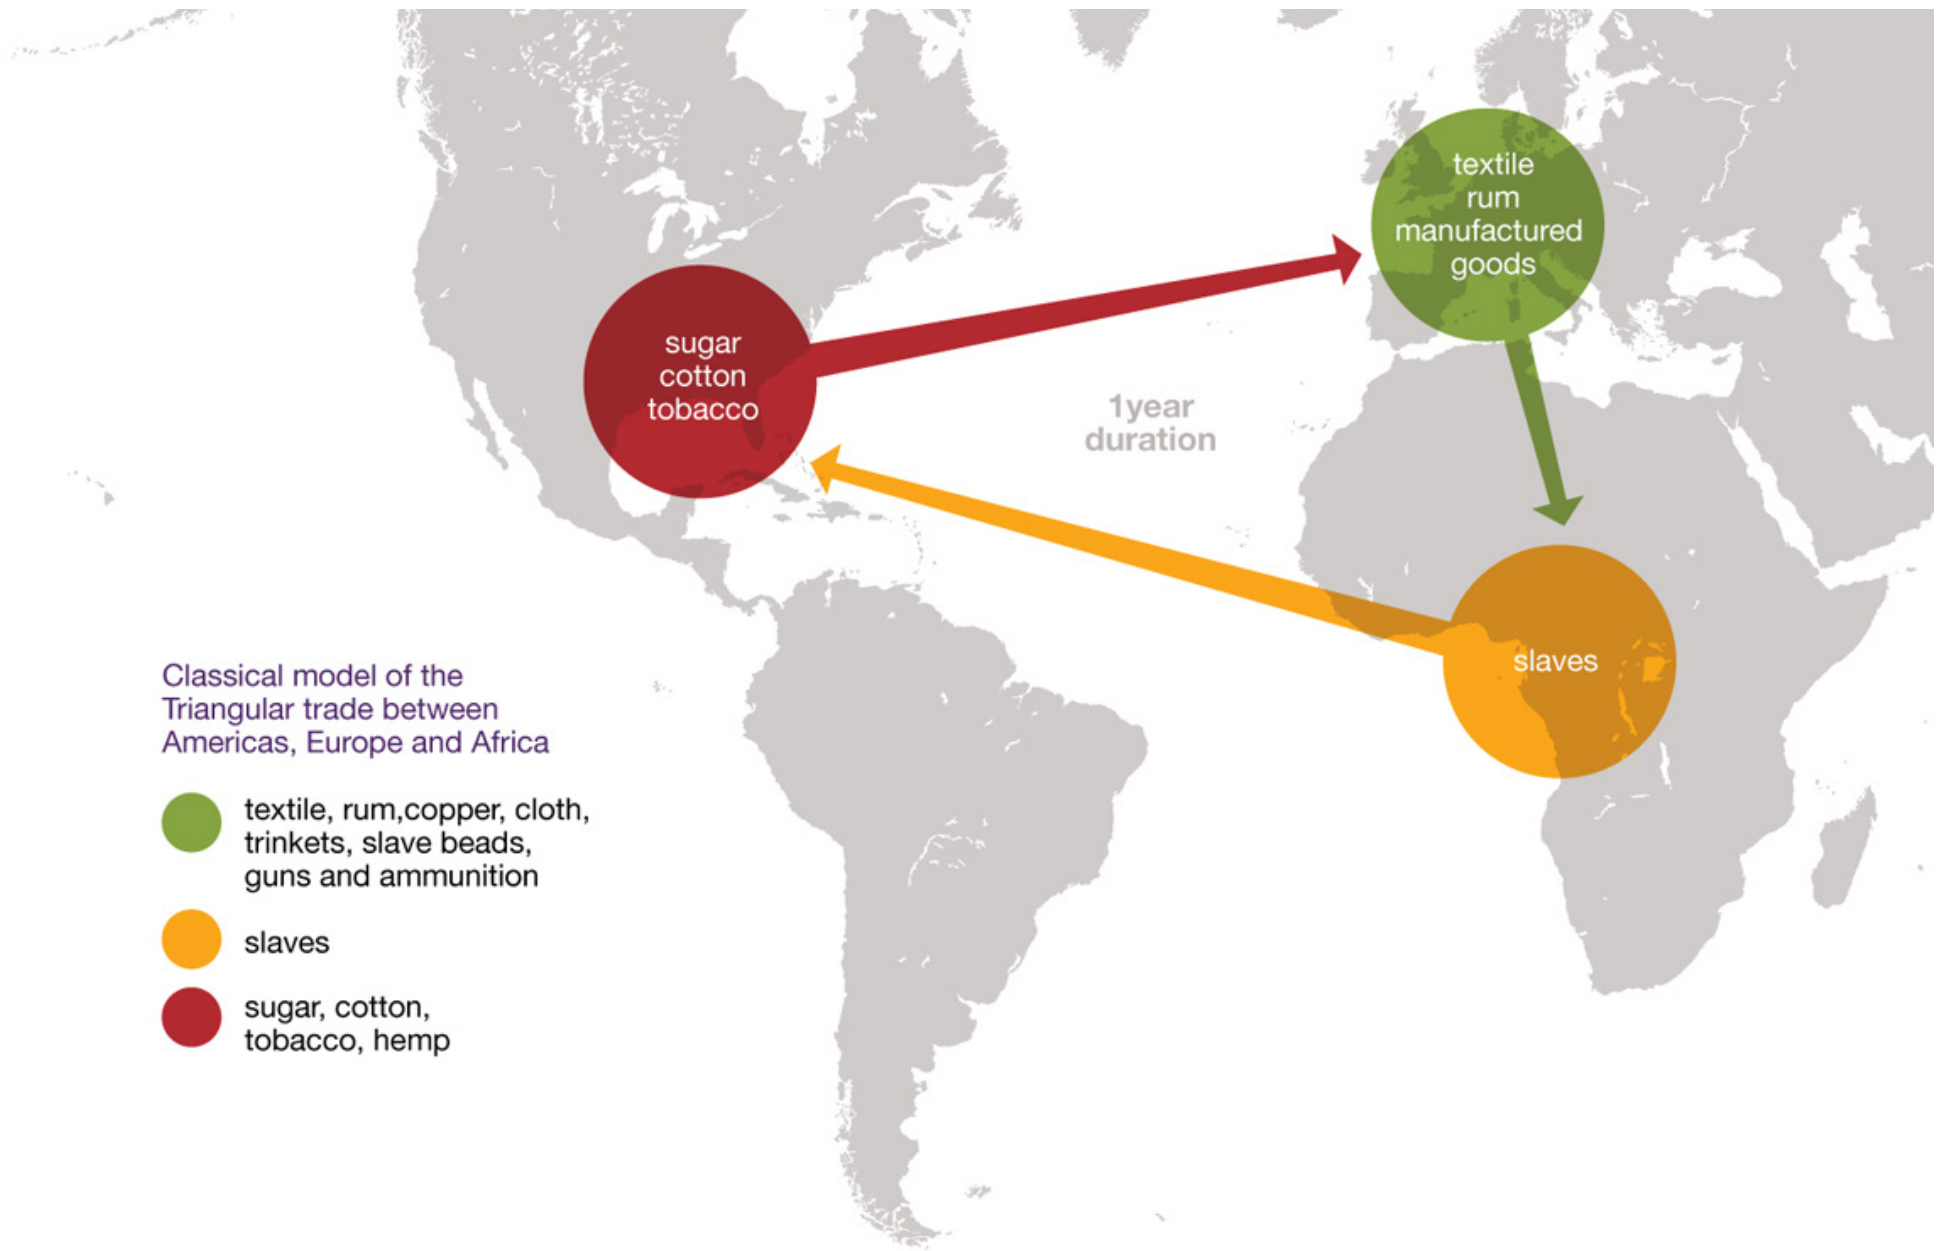 textile
rum
manufactured
goods
sugar
cotton
tobacco
1year
duration
slaves
Classical model of the
Triangular trade between
Americas, Europe and Africa
textile, rum,copper, cloth,
trinkets, slave beads,
guns and ammunition
slaves
sugar, cotton,
tobacco, hemp